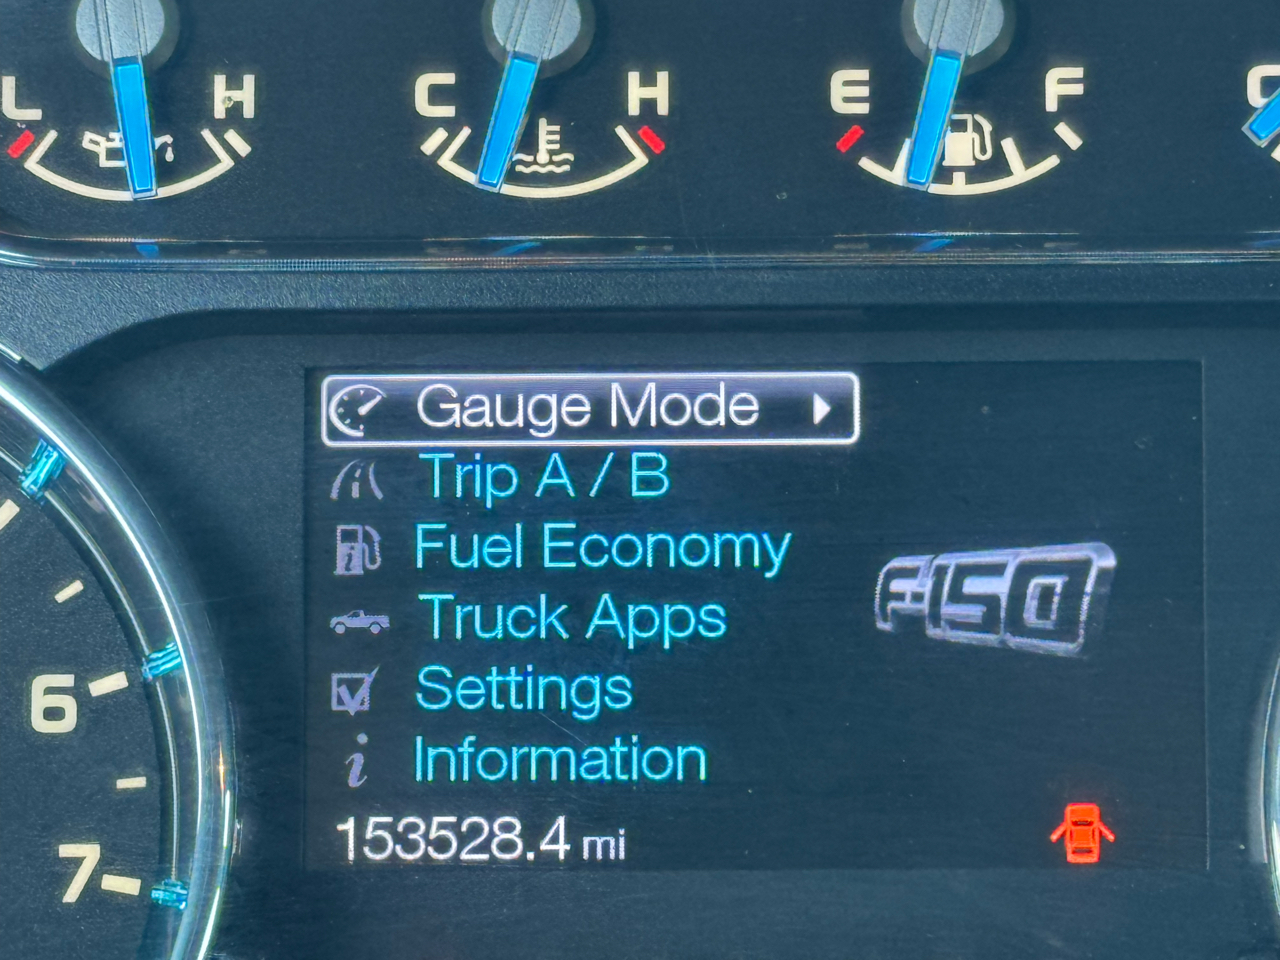 L H C H E F C
Gauge Mode
Trip A / B
Fuel Economy
Truck Apps
F-150
Settings
6
Information
153528.4 mi
7